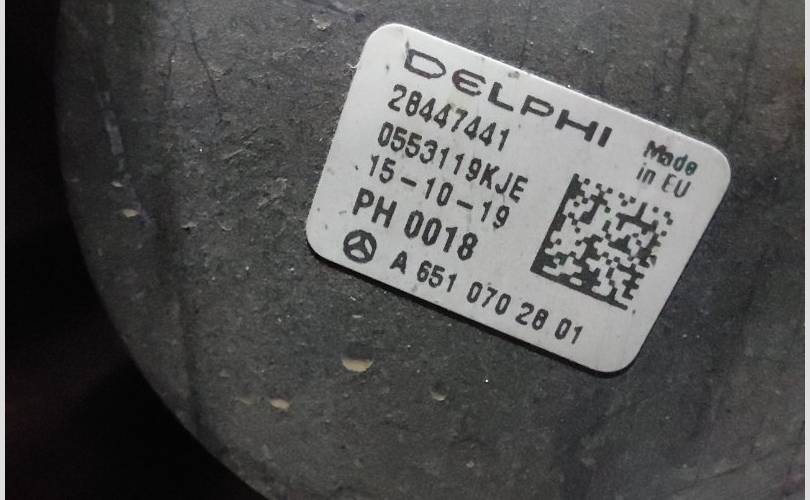 DELPHI
28447441
0553119KJE
15-10-19
PH 0018
A 651 070 28 01
Made
in EU